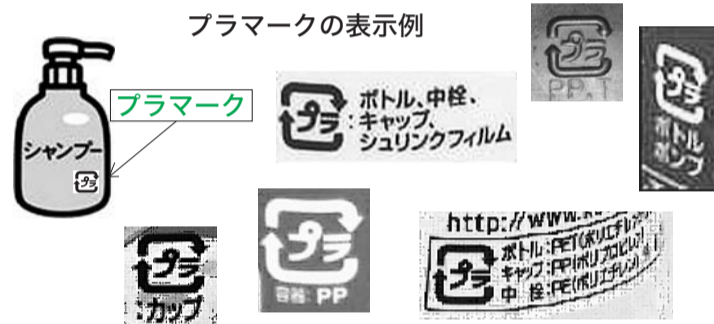 プラマークの表示例
プラマーク
シャンプー
プラ
プラ
ボトル、中栓、
:キャップ、
シュリンクフィルム
プラ
PP,T
プラ
ボトル
ポンプ
プラ
:カップ
プラ
容器: PP
http://www.
プラ
ボトル:PET(ポリエチレ
キャップ:PP(ポリプロピレ
中 栓:PE(ポリエチレン)